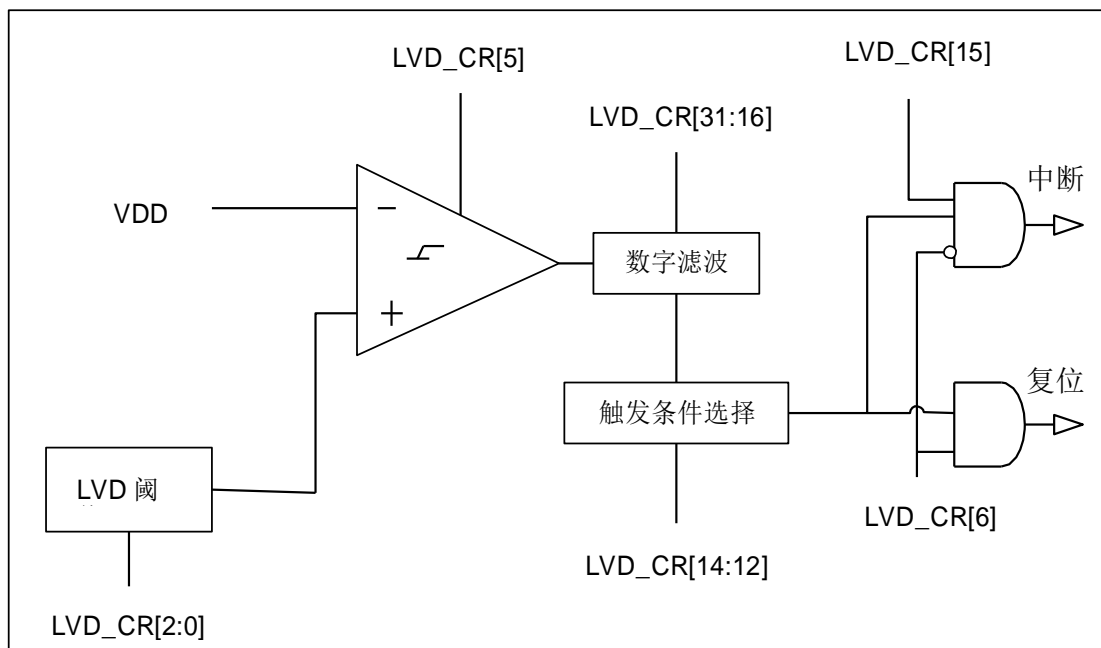 LVD_CR[5]
LVD_CR[15]
LVD_CR[31:16]
中断
VDD
−
数字滤波
+
复位
触发条件选择
LVD 阈
LVD_CR[6]
LVD_CR[14:12]
LVD_CR[2:0]